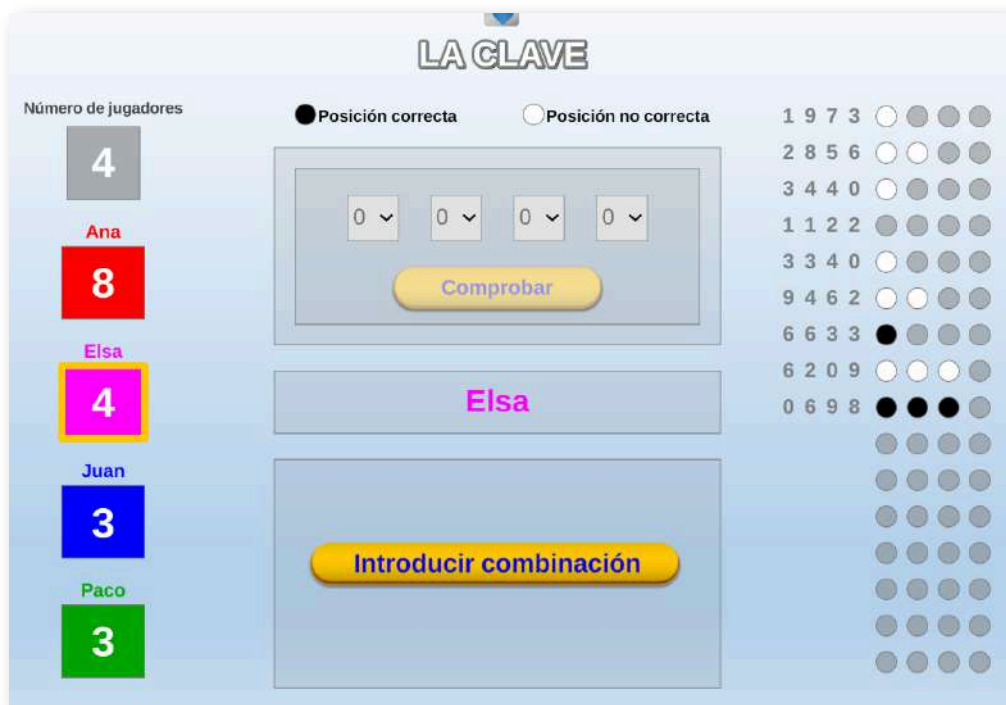 LA CLAVE
Número de jugadores
4
Ana
8
Elsa
4
Juan
3
Paco
3
Posición correcta
Posición no correcta
0 0 0 0
Comprobar
Elsa
Introducir combinación
1 9 7 3
2 8 5 6
3 4 4 0
1 1 2 2
3 3 4 0
9 4 6 2
6 6 3 3
6 2 0 9
0 6 9 8